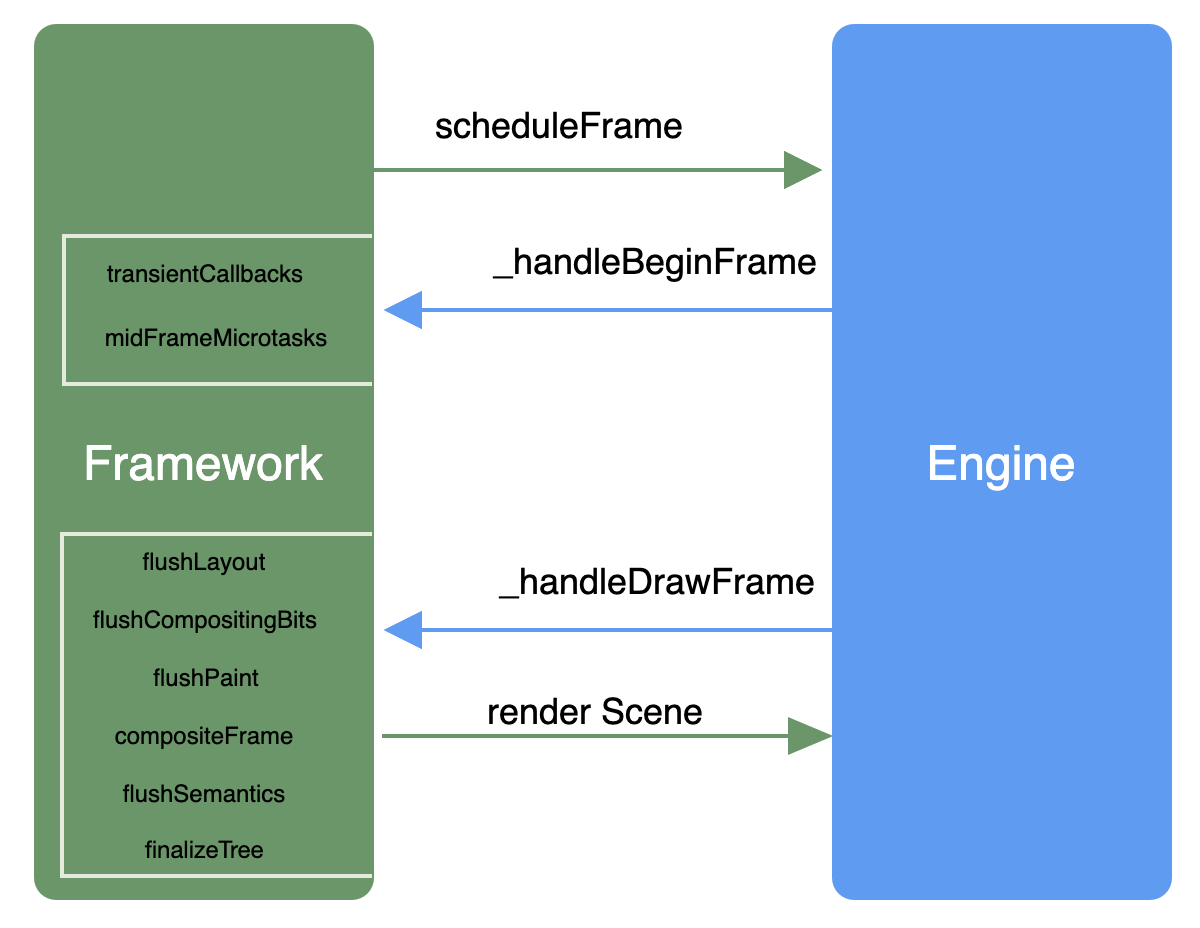 scheduleFrame
_handleBeginFrame
transientCallbacks
midFrameMicrotasks
Framework
Engine
flushLayout
_handleDrawFrame
flushCompositingBits
flushPaint
render Scene
compositeFrame
flushSemantics
finalizeTree